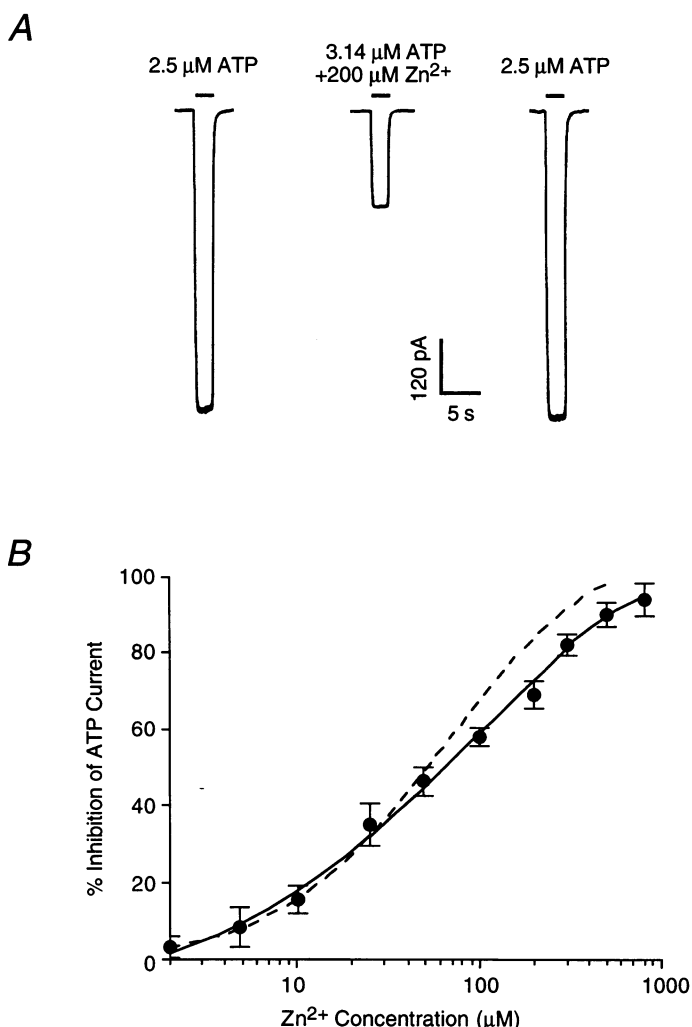 A
2.5 μM ATP
3.14 μM ATP
+200 μM Zn2+
2.5 μM ATP
120 pA
5 s
B
% Inhibition of ATP Current
100
80
60
40
20
0
10
100
1000
Zn2+ Concentration (μM)